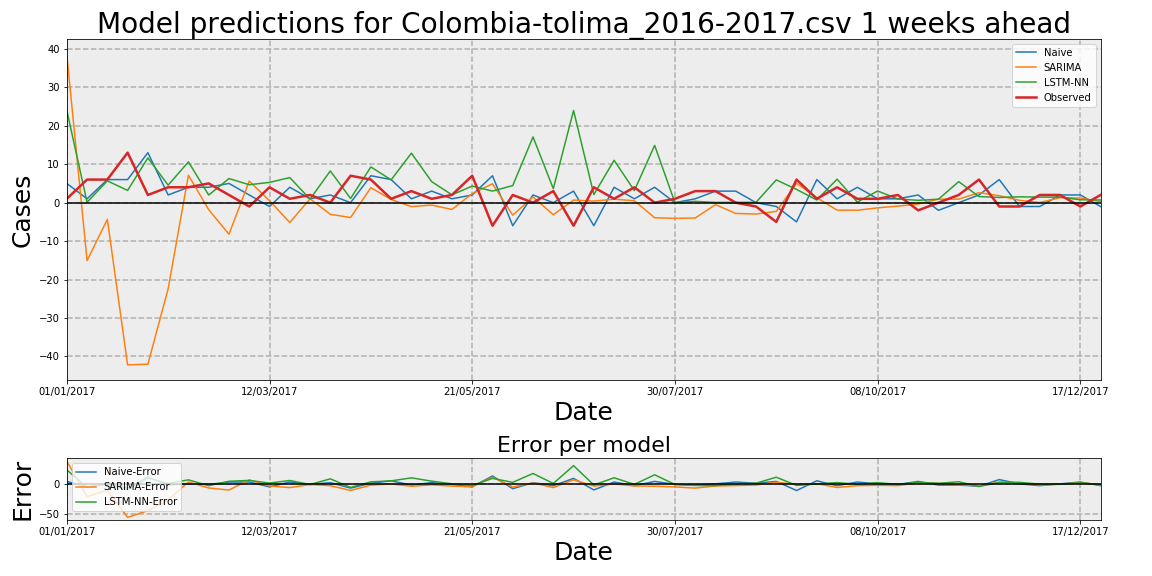 Model predictions for Colombia-tolima_2016-2017.csv 1 weeks ahead
Cases
40
30
20
10
0
−10
−20
−30
−40
Naive
SARIMA
LSTM-NN
Observed
01/01/2017 12/03/2017 21/05/2017 30/07/2017 08/10/2017 17/12/2017
Date
Error per model
Error
0
−50
Naive-Error
SARIMA-Error
LSTM-NN-Error
01/01/2017 12/03/2017 21/05/2017 30/07/2017 08/10/2017 17/12/2017
Date